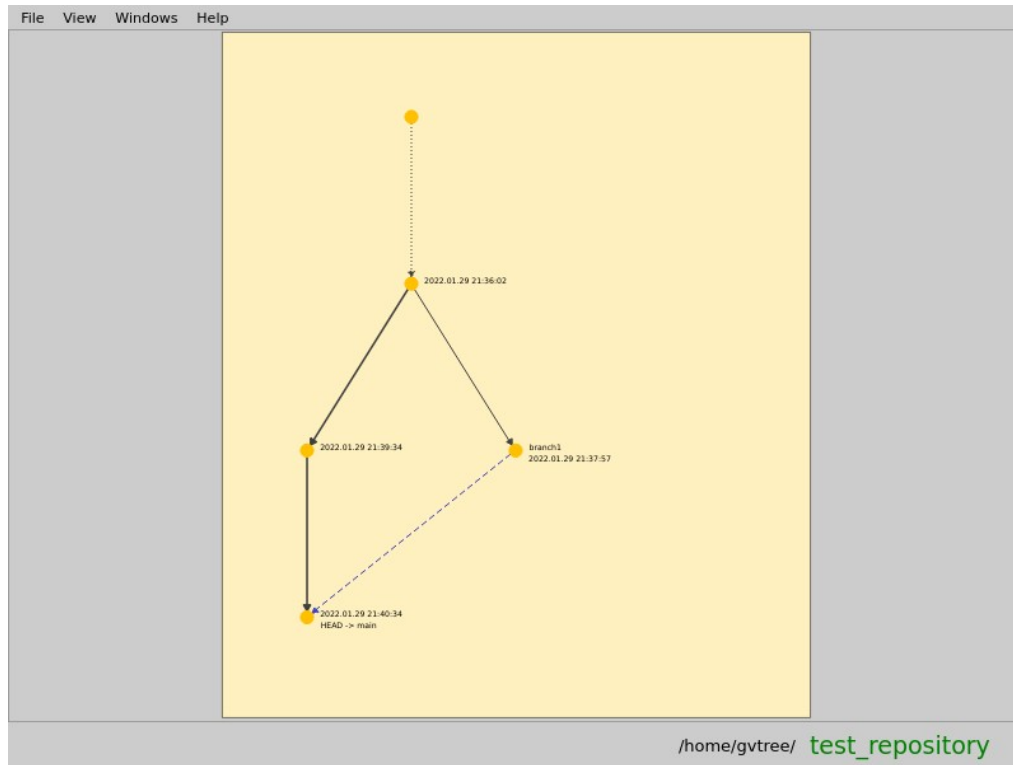 File View Windows Help
2022.01.29 21:36:02
2022.01.29 21:39:34
branch1
2022.01.29 21:37:57
2022.01.29 21:40:34
HEAD -> main
/home/gvtree/ test_repository